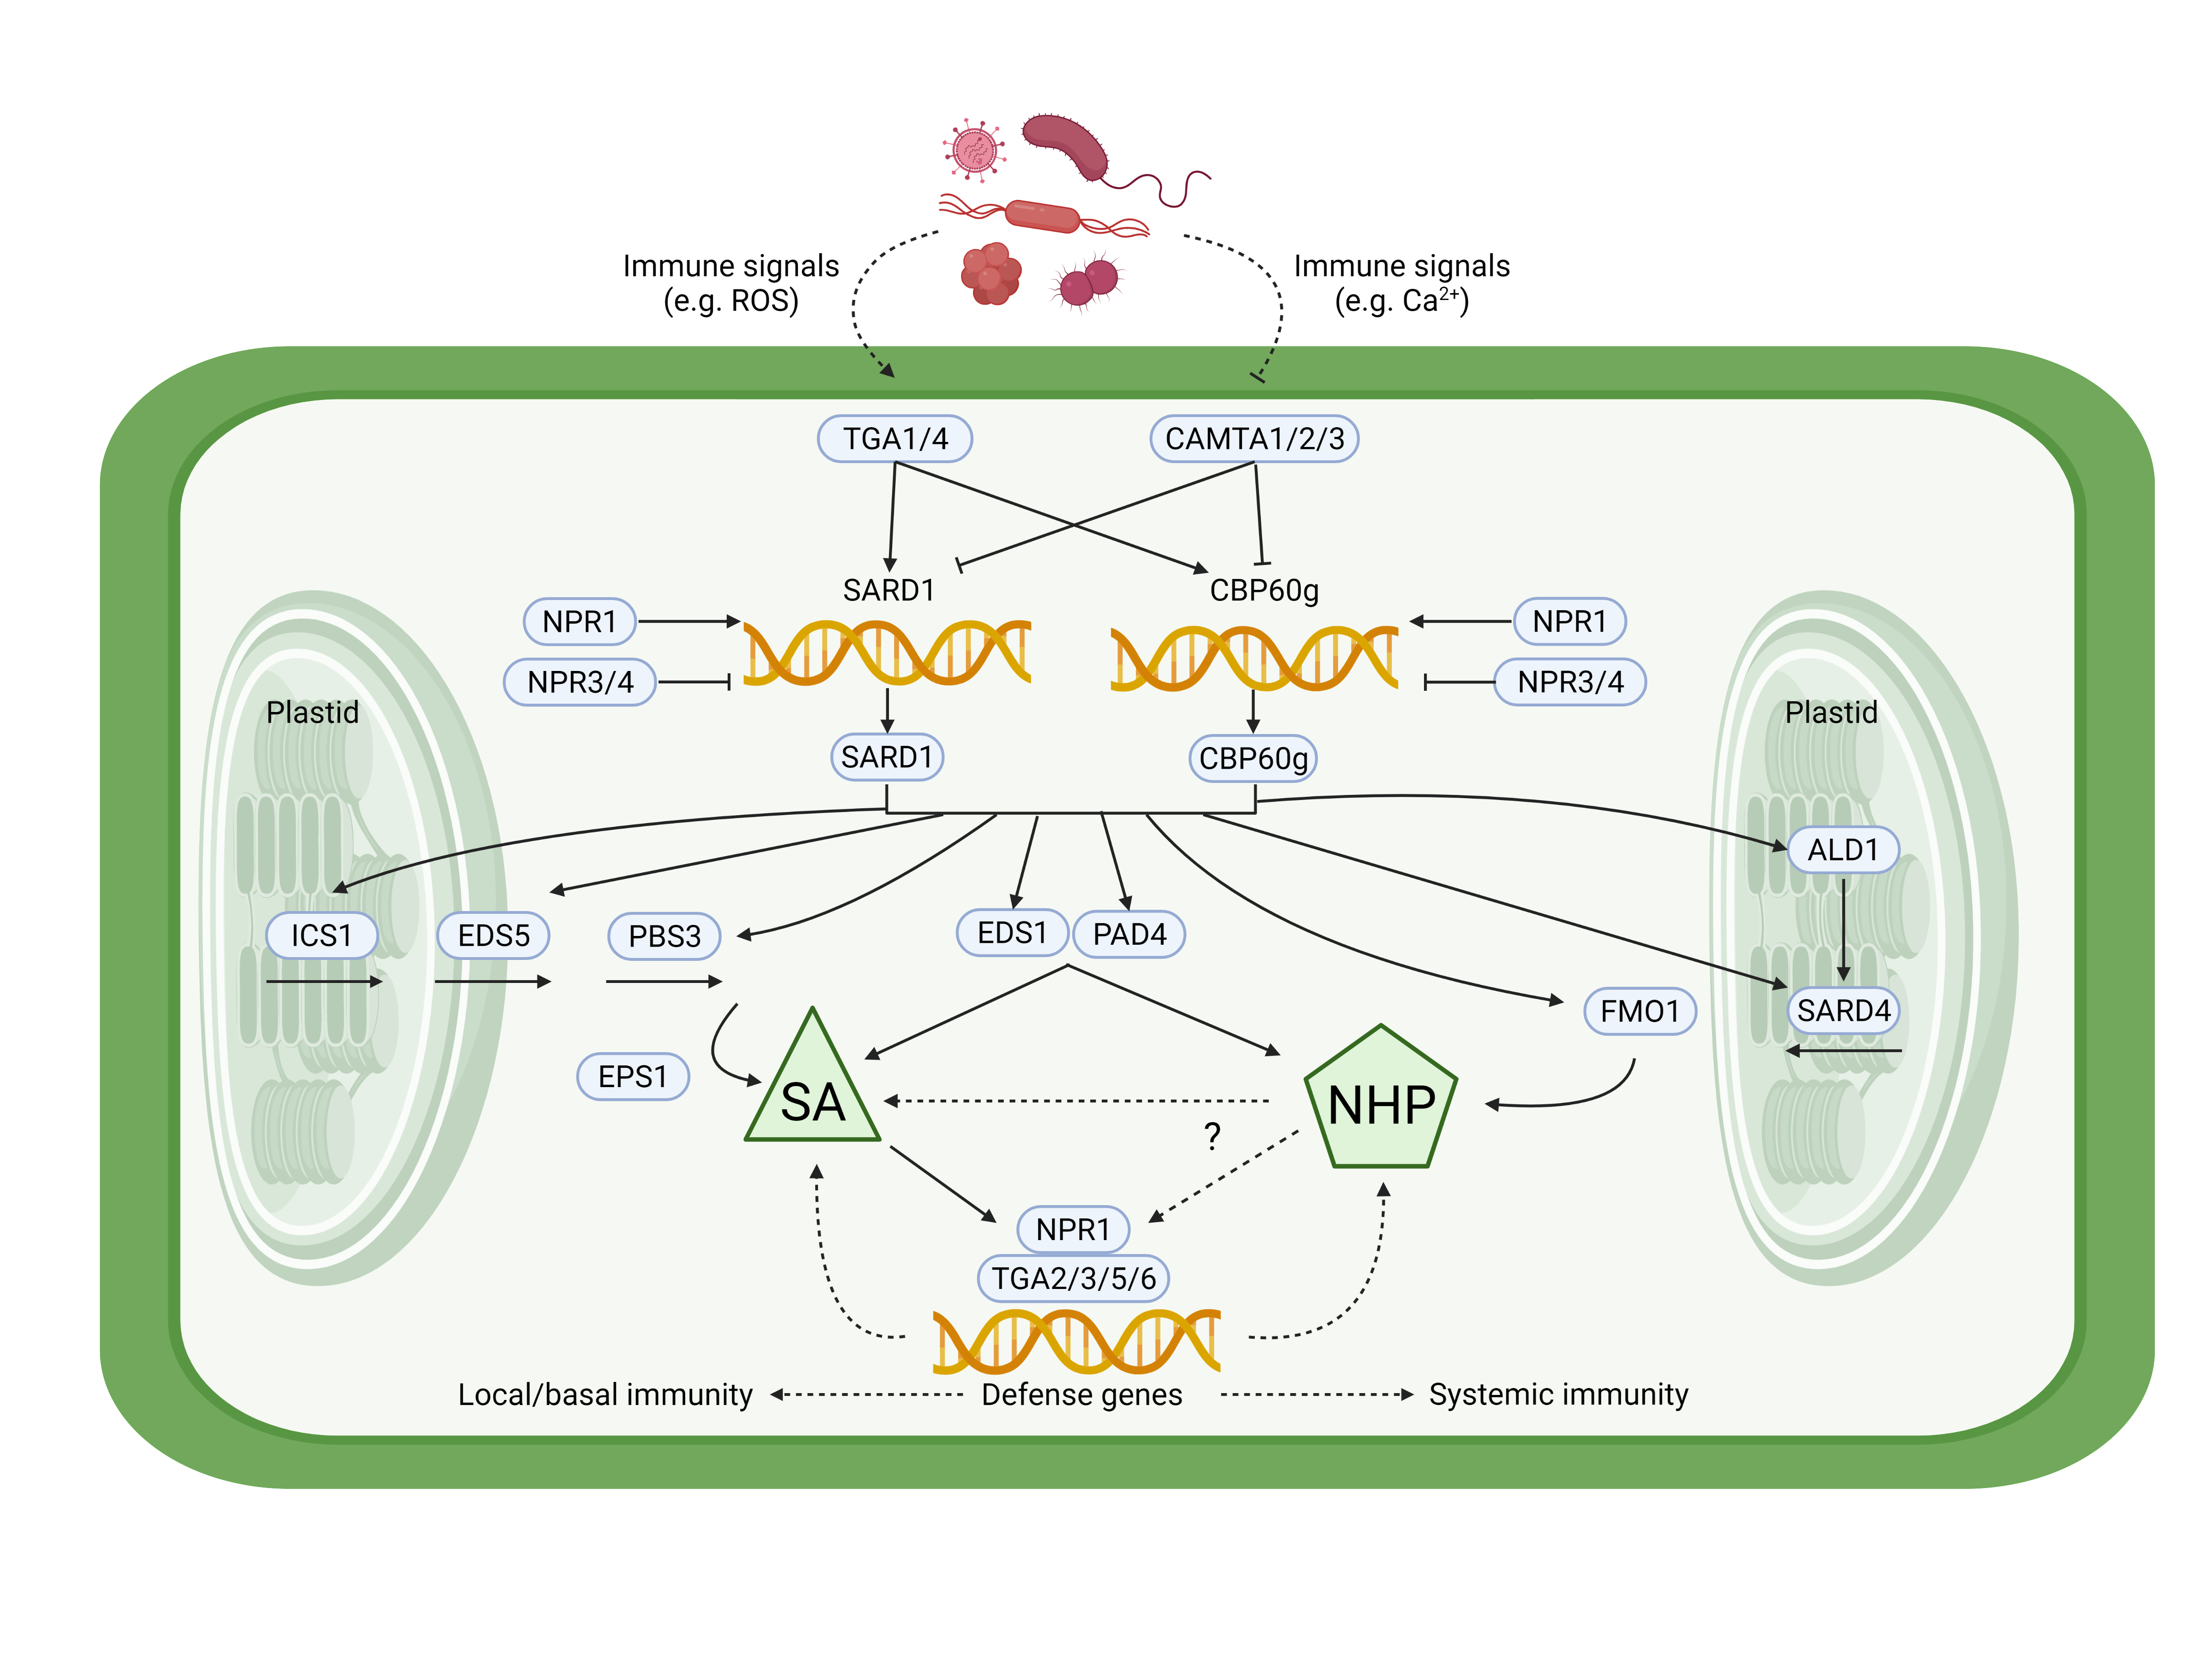 Immune signals
(e.g. ROS)
Immune signals
(e.g. Ca²⁺)
TGA1/4
CAMTA1/2/3
SARD1
CBP60g
NPR1
NPR1
NPR3/4
NPR3/4
Plastid
Plastid
SARD1
CBP60g
ALD1
ICS1
EDS5
PBS3
EDS1
PAD4
FMO1
SARD4
EPS1
SA
NHP
?
NPR1
TGA2/3/5/6
Local/basal immunity
Defense genes
Systemic immunity